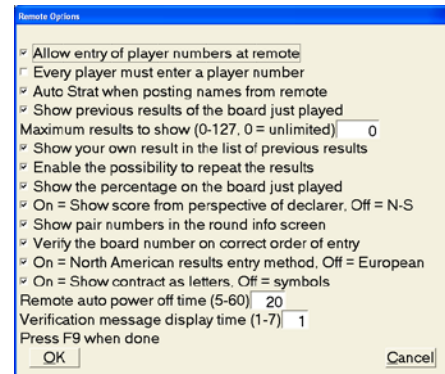 Remote Options
Allow entry of player numbers at remote
Every player must enter a player number
Auto Strat when posting names from remote
Show previous results of the board just played
Maximum results to show (0-127, 0 = unlimited) 0
Show your own result in the list of previous results
Enable the possibility to repeat the results
Show the percentage on the board just played
On = Show score from perspective of declarer, Off = N-S
Show pair numbers in the round info screen
Verify the board number on correct order of entry
On = North American results entry method, Off = European
On = Show contract as letters, Off = symbols
Remote auto power off time (5-60) 20
Verification message display time (1-7) 1
Press F9 when done
OK Cancel